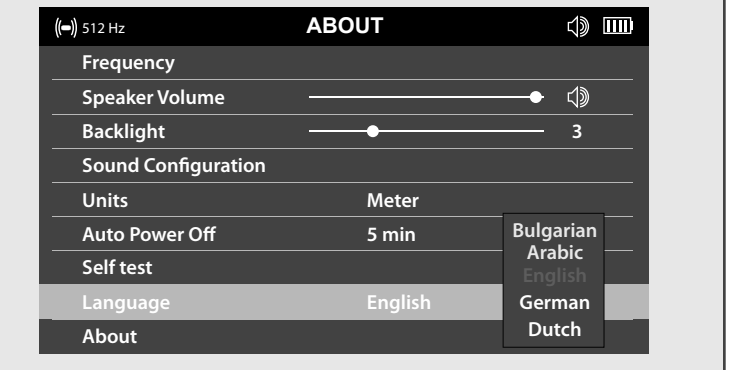 512 Hz ABOUT
Frequency
Speaker Volume
Backlight 3
Sound Configuration
Units Meter
Auto Power Off 5 min
Self test
Language English
About
Bulgarian
Arabic
English
German
Dutch